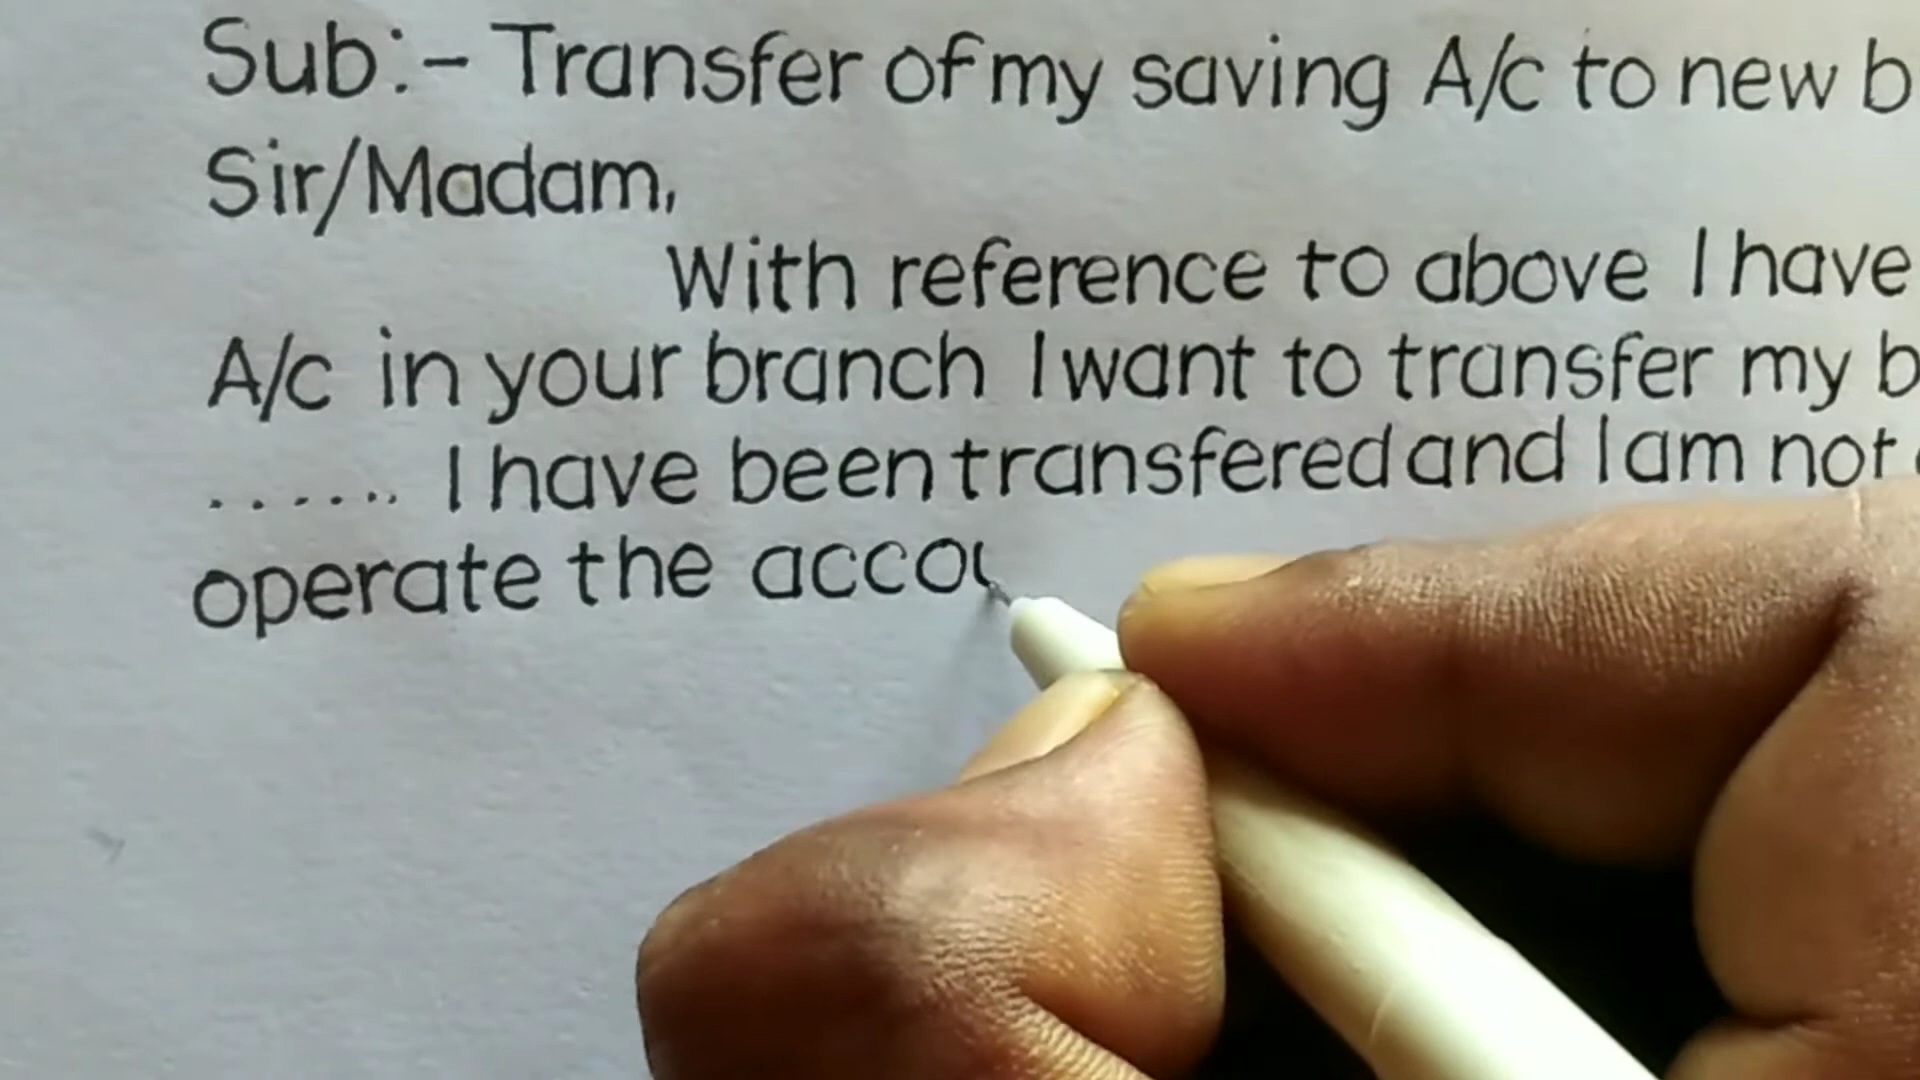 Sub:- Transfer of my saving A/c to new b
Sir/Madam,
With reference to above I have
A/c in your branch I want to transfer my b
...... I have been transfered and I am not
operate the accou